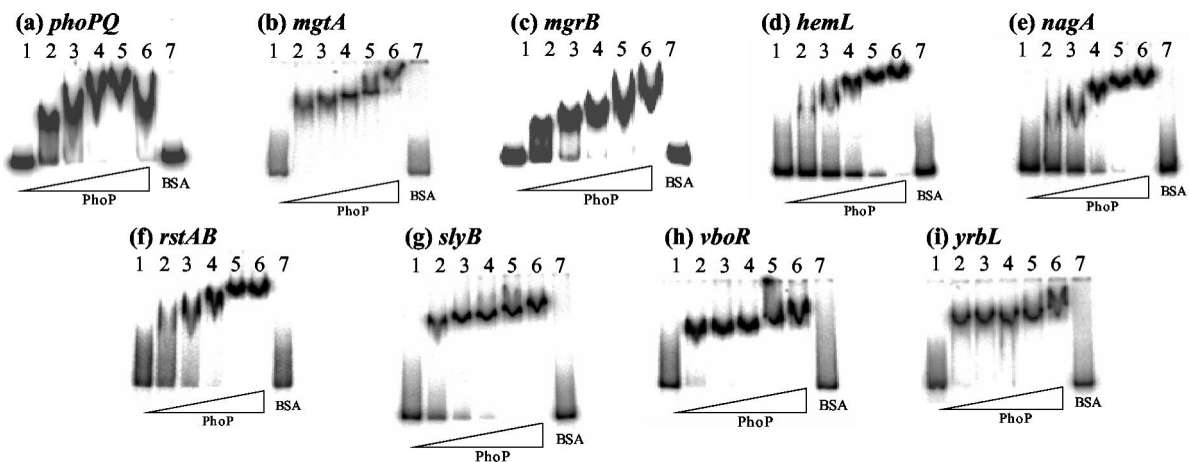 (a) phoPQ
1 2 3 4 5 6 7
PhoP
BSA
(b) mgtA
1 2 3 4 5 6 7
PhoP
BSA
(c) mgrB
1 2 3 4 5 6 7
PhoP
BSA
(d) hemL
1 2 3 4 5 6 7
PhoP
BSA
(e) nagA
1 2 3 4 5 6 7
PhoP
BSA
(f) rstAB
1 2 3 4 5 6 7
PhoP
BSA
(g) slyB
1 2 3 4 5 6 7
PhoP
BSA
(h) vboR
1 2 3 4 5 6 7
PhoP
BSA
(i) yrbL
1 2 3 4 5 6 7
PhoP
BSA